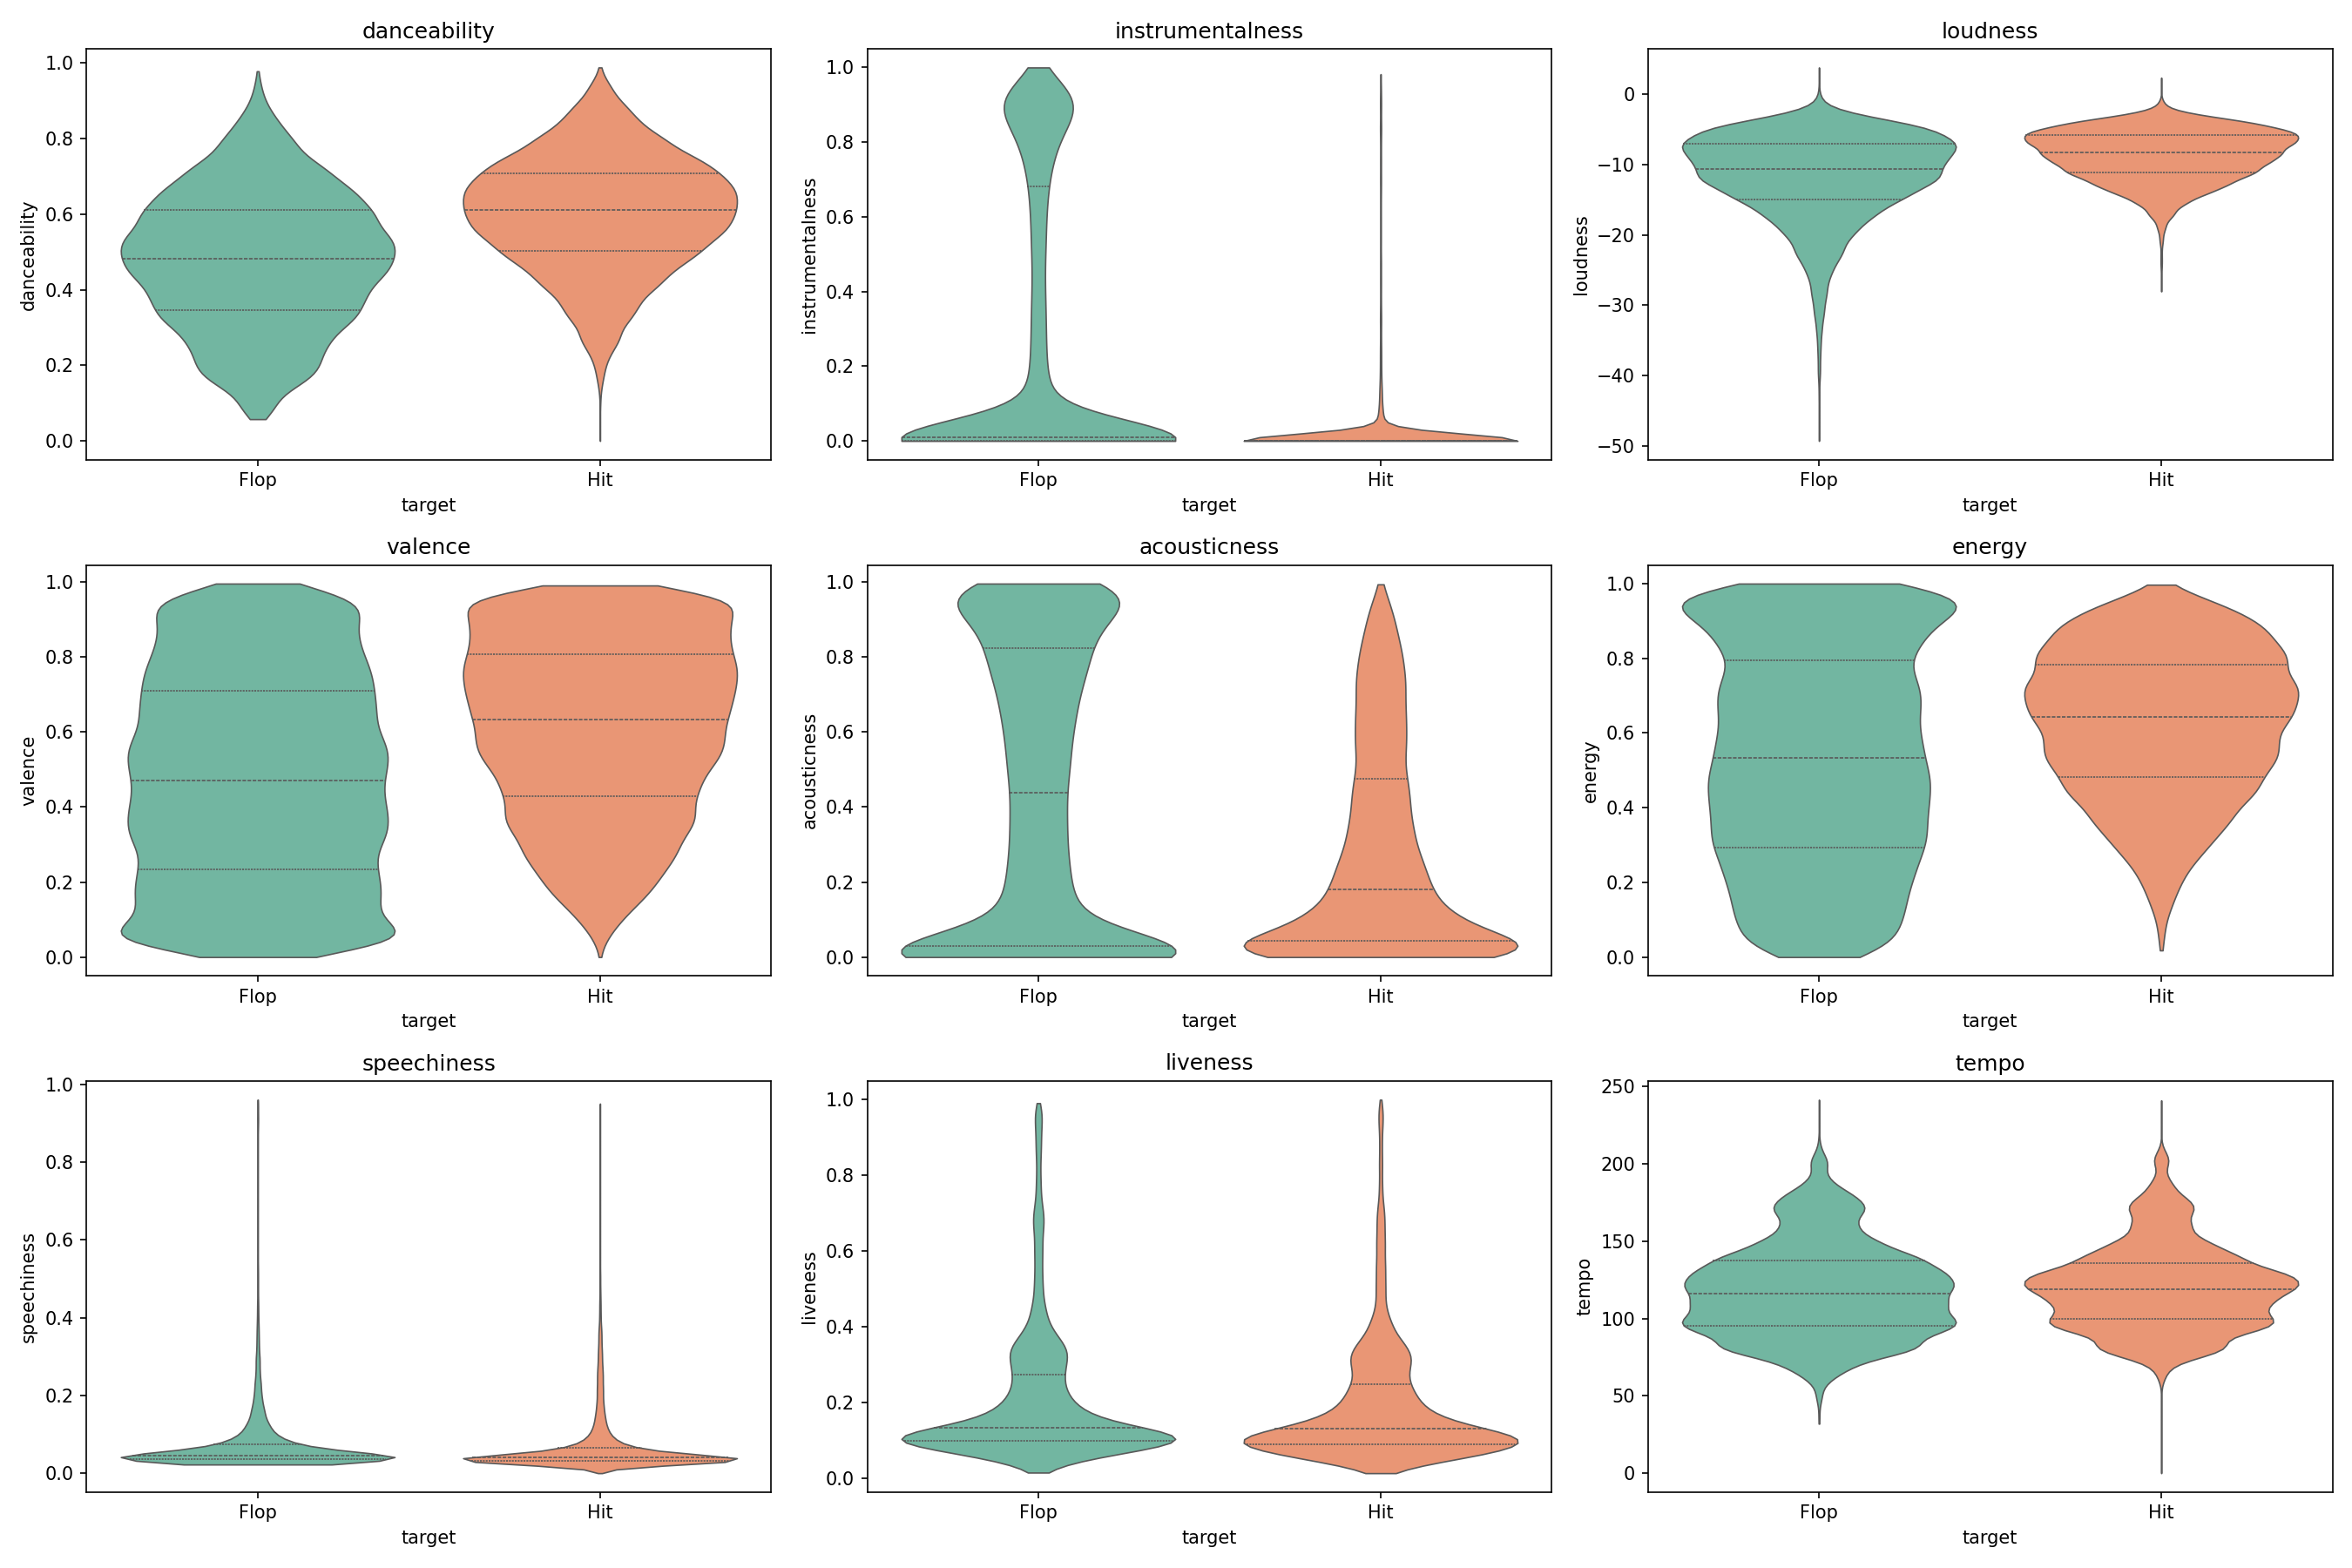 danceability
danceability
1.0
0.8
0.6
0.4
0.2
0.0
Flop
Hit
target
instrumentalness
instrumentalness
1.0
0.8
0.6
0.4
0.2
0.0
Flop
Hit
target
loudness
loudness
0
−10
−20
−30
−40
−50
Flop
Hit
target
valence
valence
1.0
0.8
0.6
0.4
0.2
0.0
Flop
Hit
target
acousticness
acousticness
1.0
0.8
0.6
0.4
0.2
0.0
Flop
Hit
target
energy
energy
1.0
0.8
0.6
0.4
0.2
0.0
Flop
Hit
target
speechiness
speechiness
1.0
0.8
0.6
0.4
0.2
0.0
Flop
Hit
target
liveness
liveness
1.0
0.8
0.6
0.4
0.2
0.0
Flop
Hit
target
tempo
tempo
250
200
150
100
50
0
Flop
Hit
target